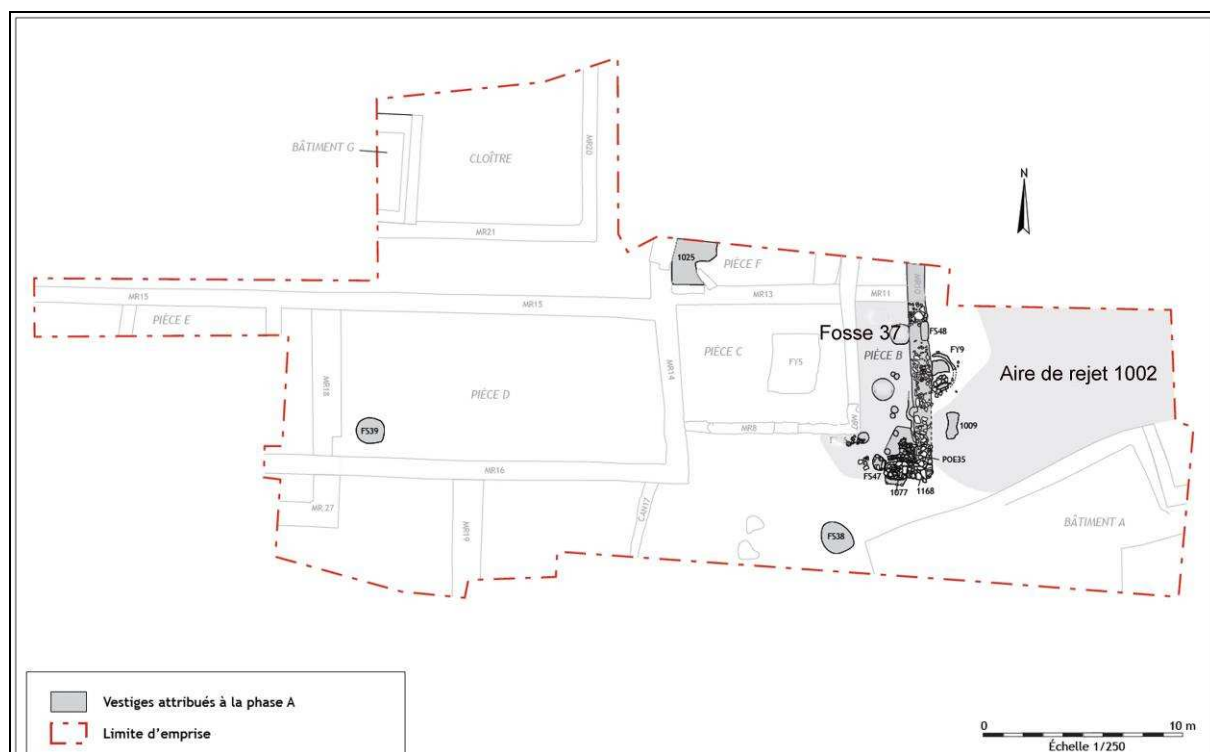 BÂTIMENT G
CLOÎTRE
MR20
N
MR21
1025
PIÈCE F
MR10
MR15
MR15
MR13
MR11
PIÈCE E
Fosse 37
FS48
PIÈCE C
FY5
PIÈCE B
FY9
Aire de rejet 1002
MR14
MR18
PIÈCE D
FS39
MR8
MR7
1009
MR16
POE35
FS47
1077
1168
MR 27
MR19
CAN17
FS38
BÂTIMENT A
Vestiges attribués à la phase A
Limite d'emprise
0 10 m
Échelle 1/250